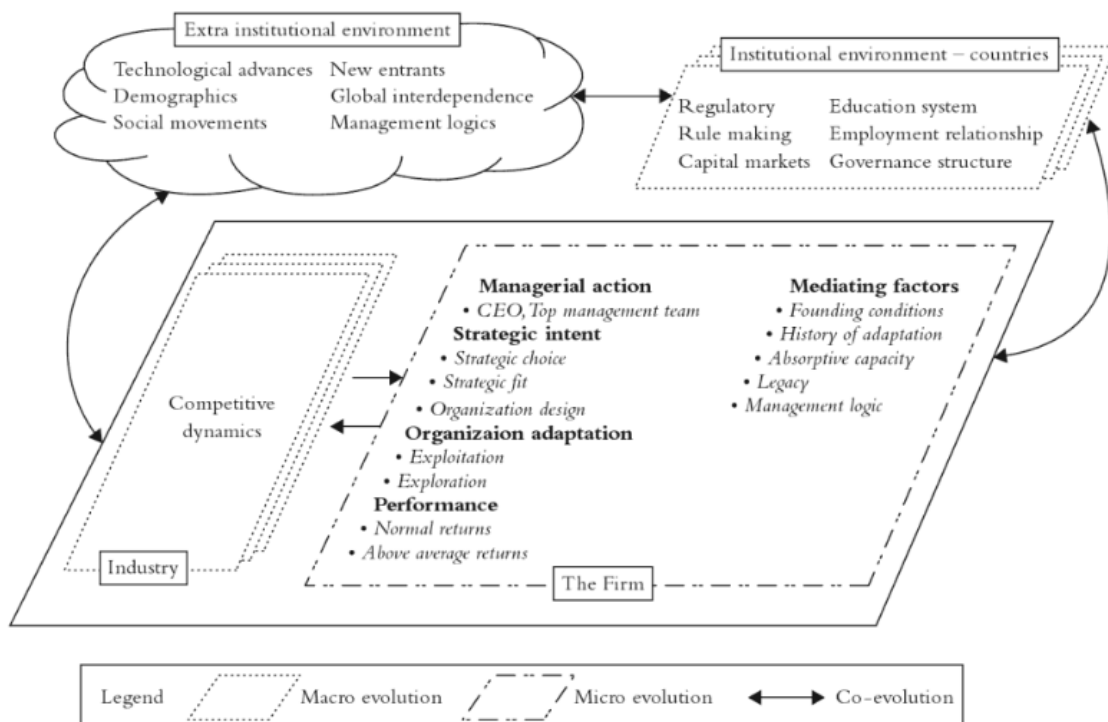 Extra institutional environment
Technological advances
Demographics
Social movements
New entrants
Global interdependence
Management logics
Institutional environment – countries
Regulatory
Rule making
Capital markets
Education system
Employment relationship
Governance structure
Competitive
dynamics
Industry
Managerial action
• CEO, Top management team
Strategic intent
• Strategic choice
• Strategic fit
• Organization design
Organizaion adaptation
• Exploitation
• Exploration
Performance
• Normal returns
• Above average returns
Mediating factors
• Founding conditions
• History of adaptation
• Absorptive capacity
• Legacy
• Management logic
The Firm
Legend
Macro evolution
Micro evolution
Co-evolution